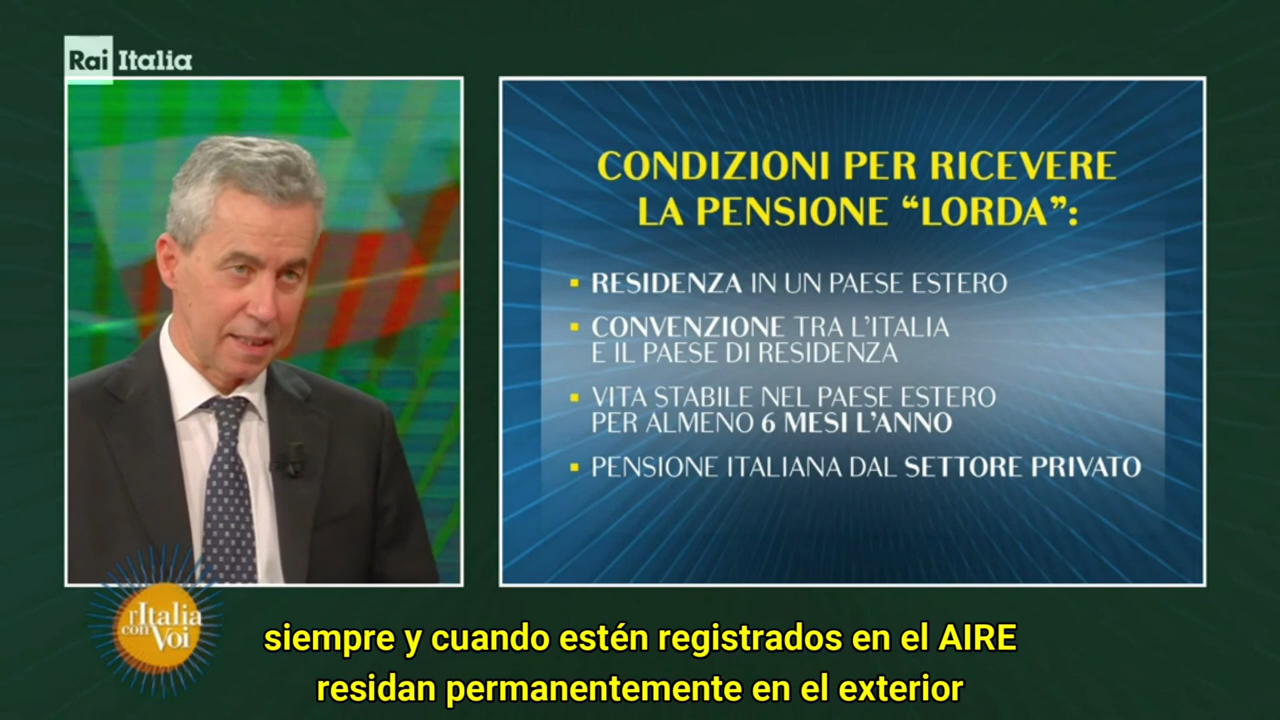 Rai Italia
CONDIZIONI PER RICEVERE
LA PENSIONE “LORDA”:
▪ RESIDENZA IN UN PAESE ESTERO
▪ CONVENZIONE TRA L’ITALIA
E IL PAESE DI RESIDENZA
▪ VITA STABILE NEL PAESE ESTERO
PER ALMENO 6 MESI L’ANNO
▪ PENSIONE ITALIANA DAL SETTORE PRIVATO
l'Italia
con Voi
siempre y cuando estén registrados en el AIRE
residan permanentemente en el exterior